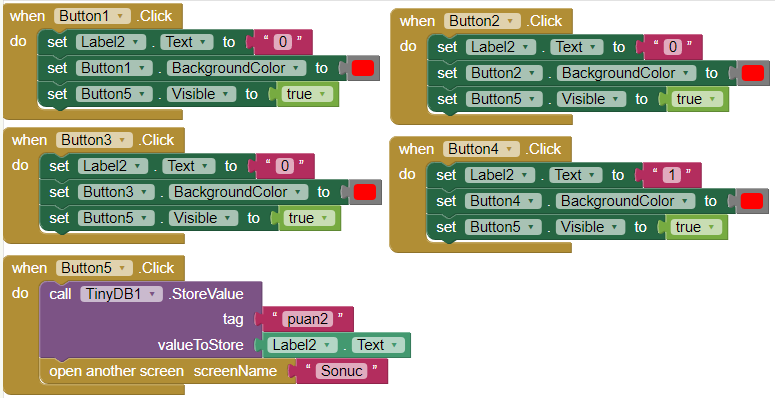 when Button1 .Click
do set Label2 . Text to " 0 "
set Button1 . BackgroundColor to
set Button5 . Visible to true
when Button2 .Click
do set Label2 . Text to " 0 "
set Button2 . BackgroundColor to
set Button5 . Visible to true
when Button3 .Click
do set Label2 . Text to " 0 "
set Button3 . BackgroundColor to
set Button5 . Visible to true
when Button4 .Click
do set Label2 . Text to " 1 "
set Button4 . BackgroundColor to
set Button5 . Visible to true
when Button5 .Click
do call TinyDB1 .StoreValue
tag " puan2 "
valueToStore Label2 . Text
open another screen screenName " Sonuc "